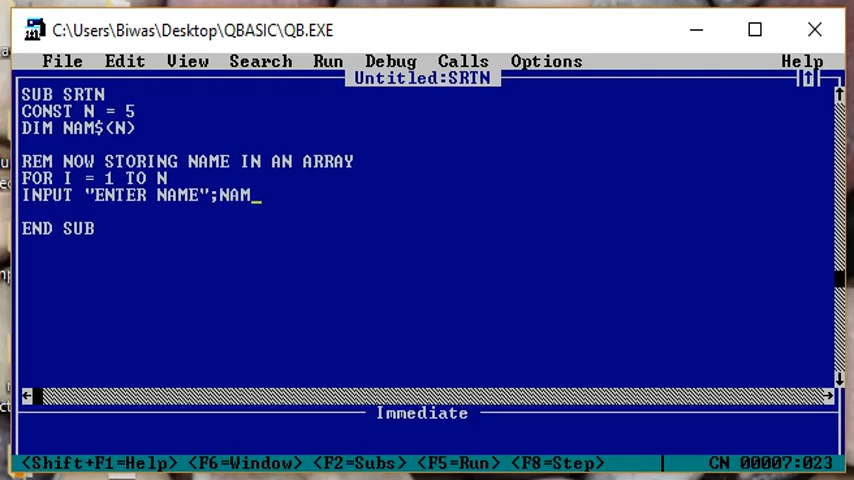 C:\Users\Biwas\Desktop\QBASIC\QB.EXE
File Edit View Search Run Debug Calls Options Help
Untitled:SRTN
SUB SRTN
CONST N = 5
DIM NAM$(N)
REM NOW STORING NAME IN AN ARRAY
FOR I = 1 TO N
INPUT "ENTER NAME";NAM_
END SUB
Immediate
<Shift+F1=Help> <F6=Window> <F2=Subs> <F5=Run> <F8=Step> CN 00007:023